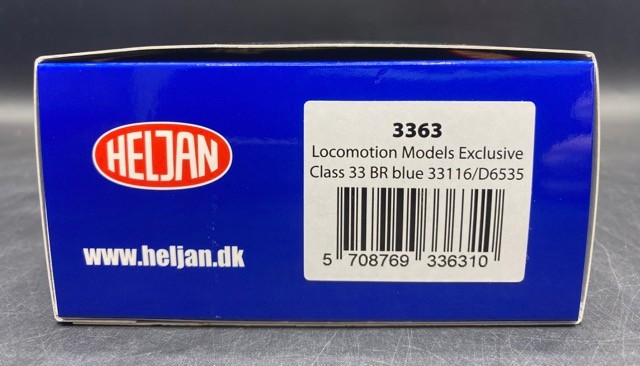 HELJAN
www.heljan.dk
3363
Locomotion Models Exclusive
Class 33 BR blue 33116/D6535
5 708769 336310